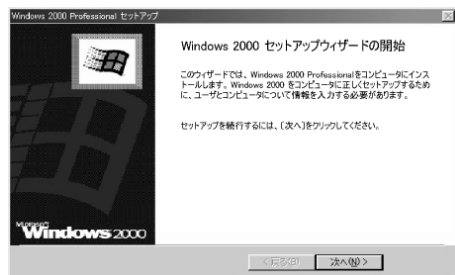 Windows 2000 Professional セットアップ
Windows 2000 セットアップウィザードの開始
このウィザードでは、Windows 2000 Professionalをコンピュータにインス
トールします。Windows 2000 をコンピュータに正しくセットアップするため
に、ユーザとコンピュータについて情報を入力する必要があります。
セットアップを続行するには、[次へ]をクリックしてください。
Microsoft
Windows 2000
< 戻る(B)
次へ(N) >